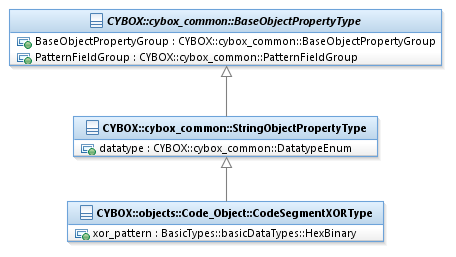 CYBOX::cybox_common::BaseObjectPropertyType
BaseObjectPropertyGroup : CYBOX::cybox_common::BaseObjectPropertyGroup
PatternFieldGroup : CYBOX::cybox_common::PatternFieldGroup
CYBOX::cybox_common::StringObjectPropertyType
datatype : CYBOX::cybox_common::DatatypeEnum
CYBOX::objects::Code_Object::CodeSegmentXORType
xor_pattern : BasicTypes::basicDataTypes::HexBinary